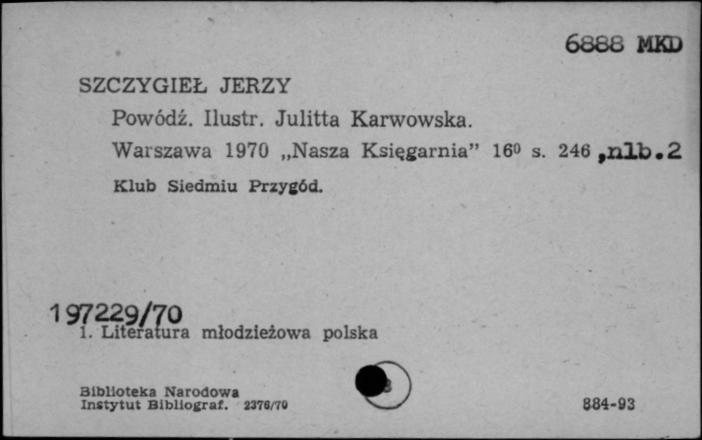 6888 MKD
SZCZYGIEŁ JERZY
Powódź. Ilustr. Julitta Karwowska.
Warszawa 1970 „Nasza Księgarnia” 16⁰ s. 246 ,nlb.2
Klub Siedmiu Przygód.
197229/70
1. Literatura młodzieżowa polska
Biblioteka Narodowa
Instytut Bibliograf. 2376/70
884-93